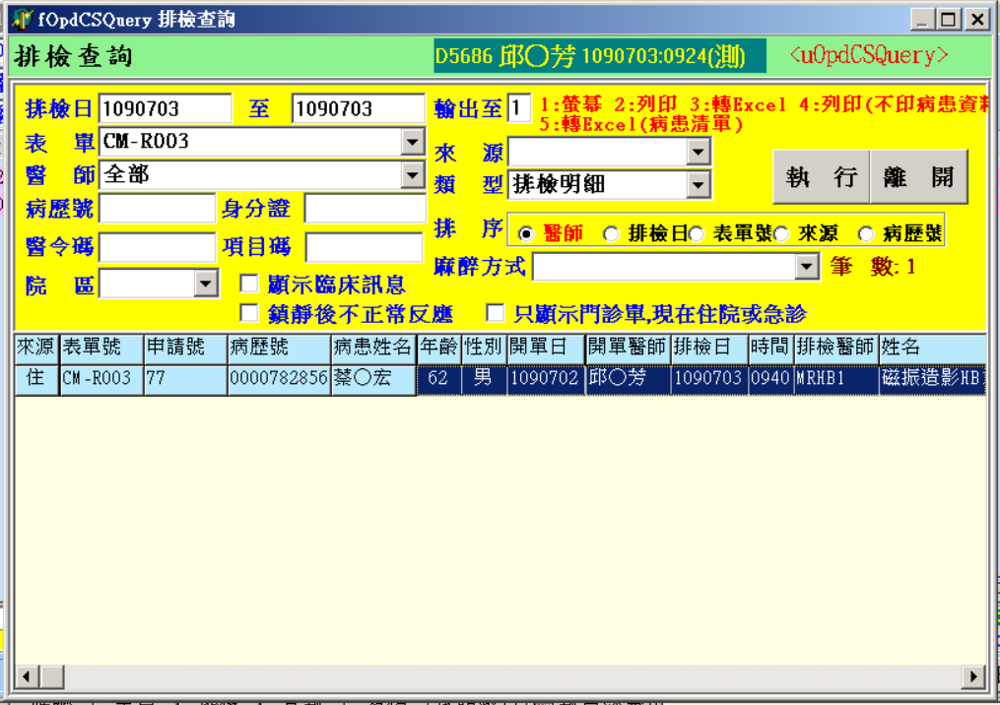 fOpdCSQuery 排檢查詢
排檢查詢 D5686 邱〇芳 1090703:0924(測) <uOpdCSQuery>
排檢日 1090703 至 1090703 輸出至 1 1:螢幕 2:列印 3:轉Excel 4:列印(不印病患資料
5:轉Excel(病患清單)
表 單 CM-R003 來 源
醫 師 全部 類 型 排檢明細 執 行 離 開
病歷號 身分證
排 序 醫師 排檢日 表單號 來源 病歷號
醫令碼 項目碼
麻醉方式 筆 數: 1
院 區 顯示臨床訊息
鎮靜後不正常反應 只顯示門診單,現在住院或急診
來源 表單號 申請號 病歷號 病患姓名 年齡 性別 開單日 開單醫師 排檢日 時間 排檢醫師 姓名
住 CM-R003 77 0000782856 蔡〇宏 62 男 1090702 邱〇芳 1090703 0940 MRHB1 磁振造影HB